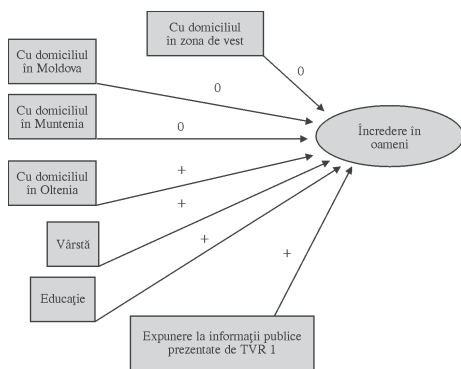 Cu domiciliul
în zona de vest
Cu domiciliul
în Moldova
0
0
Cu domiciliul
în Muntenia
0
Încredere în
oameni
Cu domiciliul
în Oltenia
+
+
Vârstă
+
Educație
+
Expunere la informații publice
prezentate de TVR 1